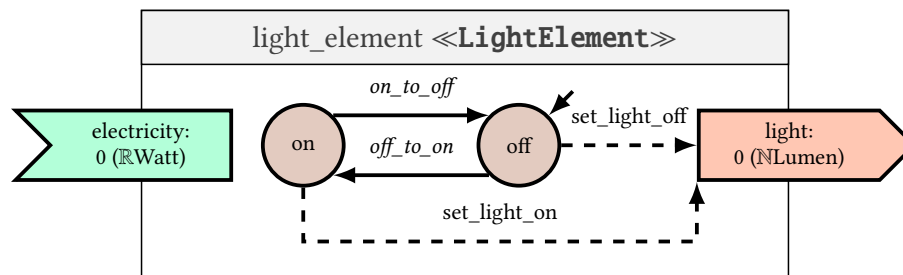 light_element ≪LightElement≫
electricity:
0 (ℝWatt)
on
on_to_off
off_to_on
off
set_light_off
set_light_on
light:
0 (ℕLumen)